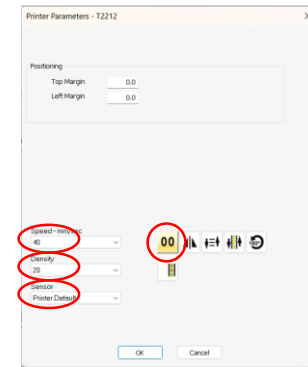 Printer Parameters - T2212
Positioning
Top Margin 0.0
Left Margin 0.0
Speed - mm/sec
40
00
180°
Density
20
Sensor
Printer Default
OK Cancel